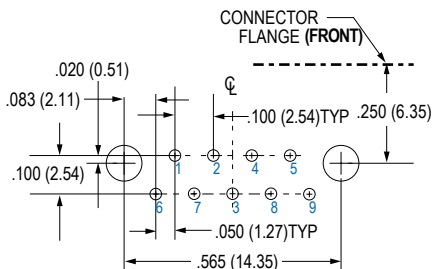 CONNECTOR
FLANGE (FRONT)
.020 (0.51)
℄
.083 (2.11)
.100 (2.54)TYP
.250 (6.35)
1 2 4 5
.100 (2.54)
6 7 3 8 9
.050 (1.27)TYP
.565 (14.35)